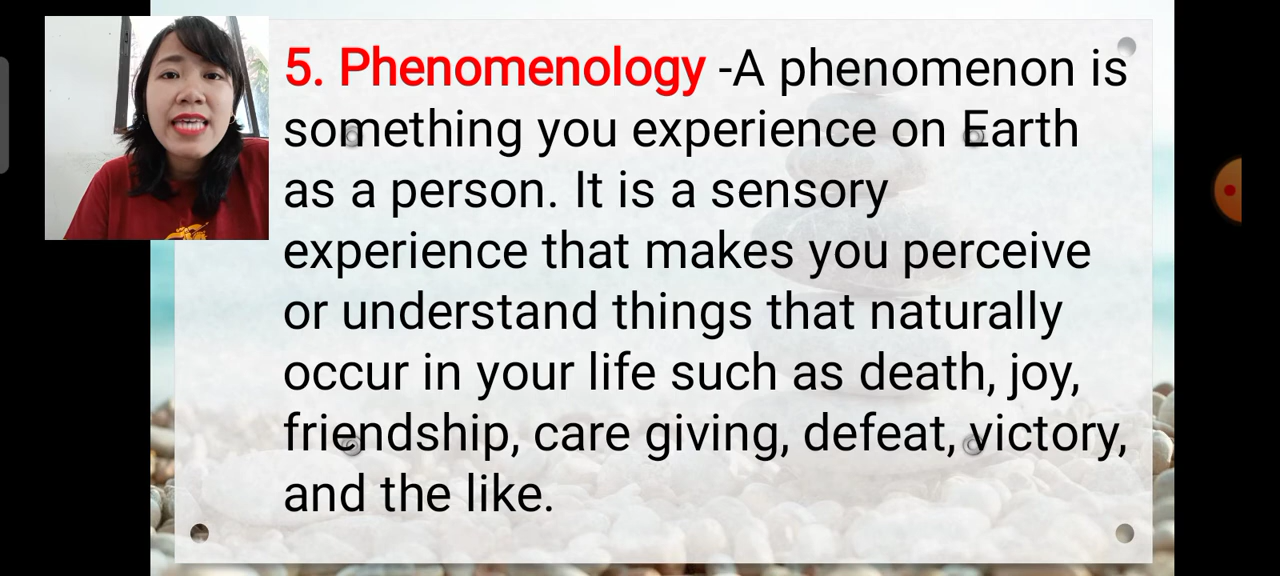 5. Phenomenology -A phenomenon is
something you experience on Earth
as a person. It is a sensory
experience that makes you perceive
or understand things that naturally
occur in your life such as death, joy,
friendship, care giving, defeat, victory,
and the like.